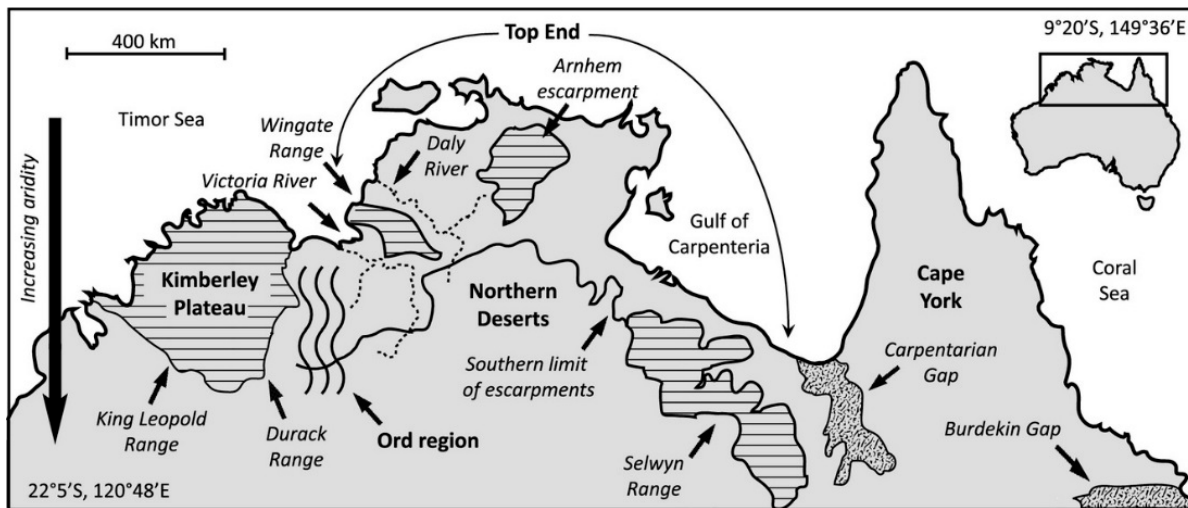 400 km
Top End
9°20'S, 149°36'E
Arnhem
escarpment
Timor Sea
Wingate
Range
Daly
River
Victoria River
Increasing aridity
Gulf of
Carpenteria
Kimberley
Plateau
Northern
Deserts
Cape
York
Coral
Sea
Southern limit
of escarpments
Carpentarian
Gap
King Leopold
Range
Durack
Range
Ord region
Selwyn
Range
Burdekin Gap
22°5'S, 120°48'E